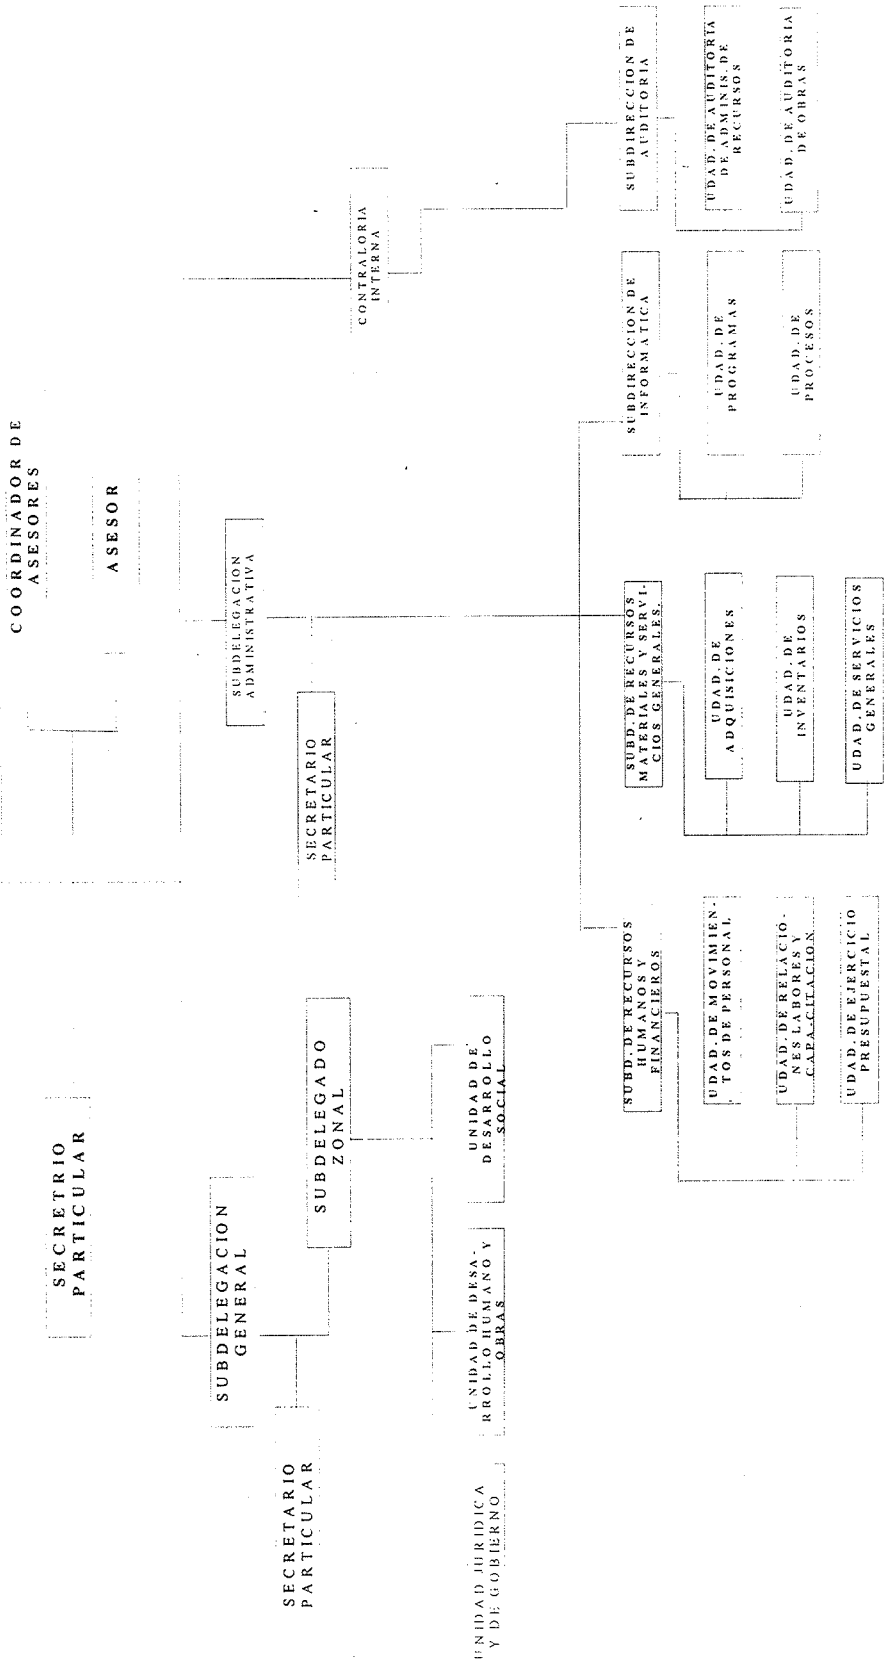 COORDINADOR DE
ASESORES
ASESOR
SECRETRIO
PARTICULAR
SUBDELEGACION
GENERAL
SUBDELEGACION
ADMINISTRATIVA
CONTRALORIA
INTERNA
SECRETARIO
PARTICULAR
SUBDELEGADO
ZONAL
SECRETARIO
PARTICULAR
UNIDAD JURIDICA
Y DE GOBIERNO
UNIDAD DE DESA-
RROLLO HUMANO Y
OBRAS
UNIDAD DE
DESARROLLO
SOCIAL
SUBD. DE RECURSOS
HUMANOS Y
FINANCIEROS
SUBD. DE RECURSOS
MATERIALES Y SERVI-
CIOS GENERALES.
SUBDIRECCION DE
INFORMATICA
SUBDIRECCION DE
AUDITORIA
UDAD. DE MOVIMIEN-
TOS DE PERSONAL
UDAD. DE
ADQUISICIONES
UDAD. DE
PROGRAMAS
UDAD. DE AUDITORIA
DE ADMINIS. DE
RECURSOS
UDAD. DE RELACIO-
NES LABORES Y
CAPA-CITACION
UDAD. DE
INVENTARIOS
UDAD. DE
PROCESOS
UDAD. DE AUDITORIA
DE OBRAS
UDAD. DE EJERCICIO
PRESUPUESTAL
UDAD. DE SERVICIOS
GENERALES